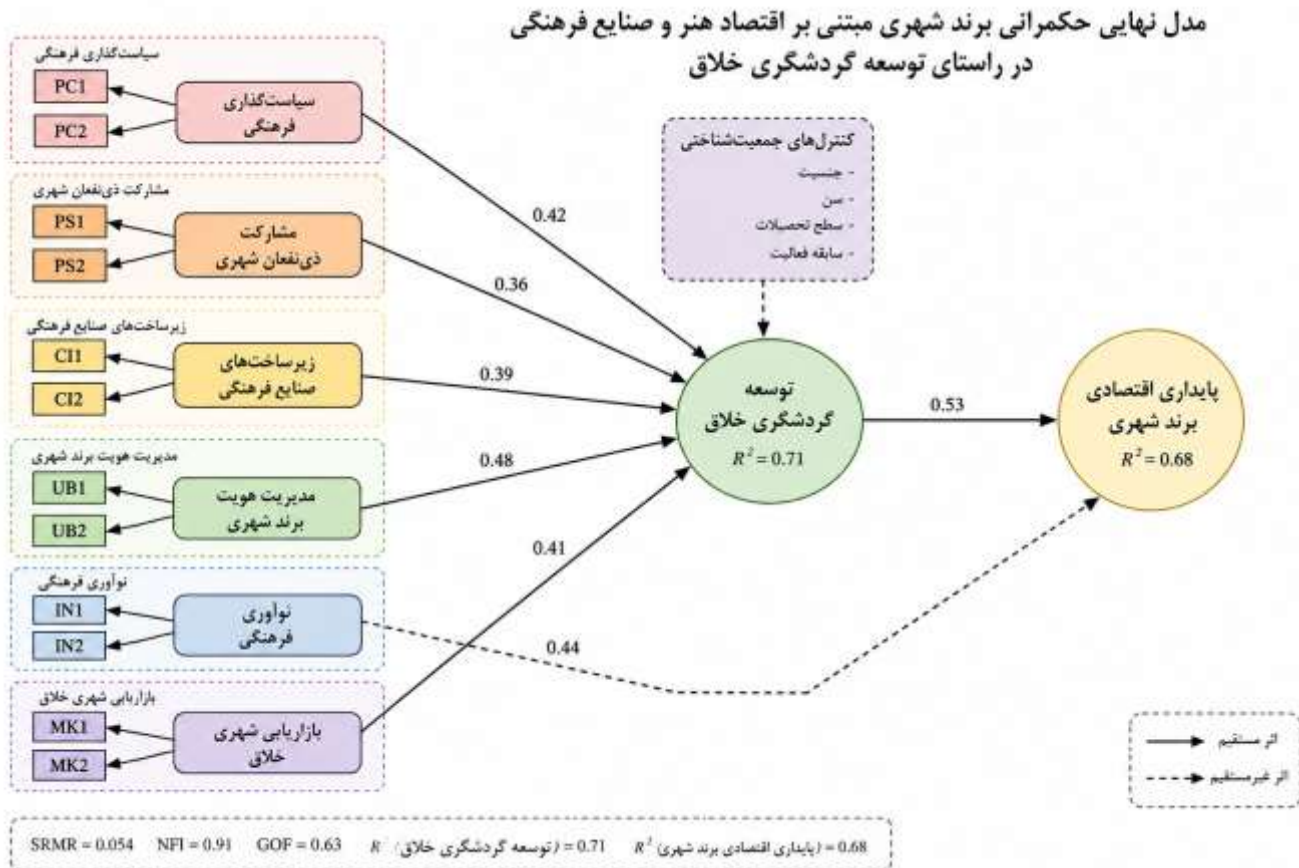 مدل نهایی حکمرانی برند شهری مبتنی بر اقتصاد هنر و صنایع فرهنگی
در راستای توسعه گردشگری خلاق
سیاست‌گذاری فرهنگی
PC1
PC2
سیاست‌گذاری
فرهنگی
مشارکت ذی‌نفعان شهری
PS1
PS2
مشارکت
ذی‌نفعان شهری
زیرساخت‌های صنایع فرهنگی
CI1
CI2
زیرساخت‌های
صنایع فرهنگی
مدیریت هویت برند شهری
UB1
UB2
مدیریت هویت
برند شهری
نوآوری فرهنگی
IN1
IN2
نوآوری
فرهنگی
بازاریابی شهری خلاق
MK1
MK2
بازاریابی شهری
خلاق
0.42
0.36
0.39
0.48
0.41
0.44
کنترل‌های جمعیت‌شناختی
- جنسیت
- سن
- سطح تحصیلات
- سابقه فعالیت
توسعه
گردشگری خلاق
R² = 0.71
0.53
پایداری اقتصادی
برند شهری
R² = 0.68
اثر مستقیم
اثر غیرمستقیم
SRMR = 0.054 NFI = 0.91 GOF = 0.63 R² (توسعه گردشگری خلاق) = 0.71 R² (پایداری اقتصادی برند شهری) = 0.68